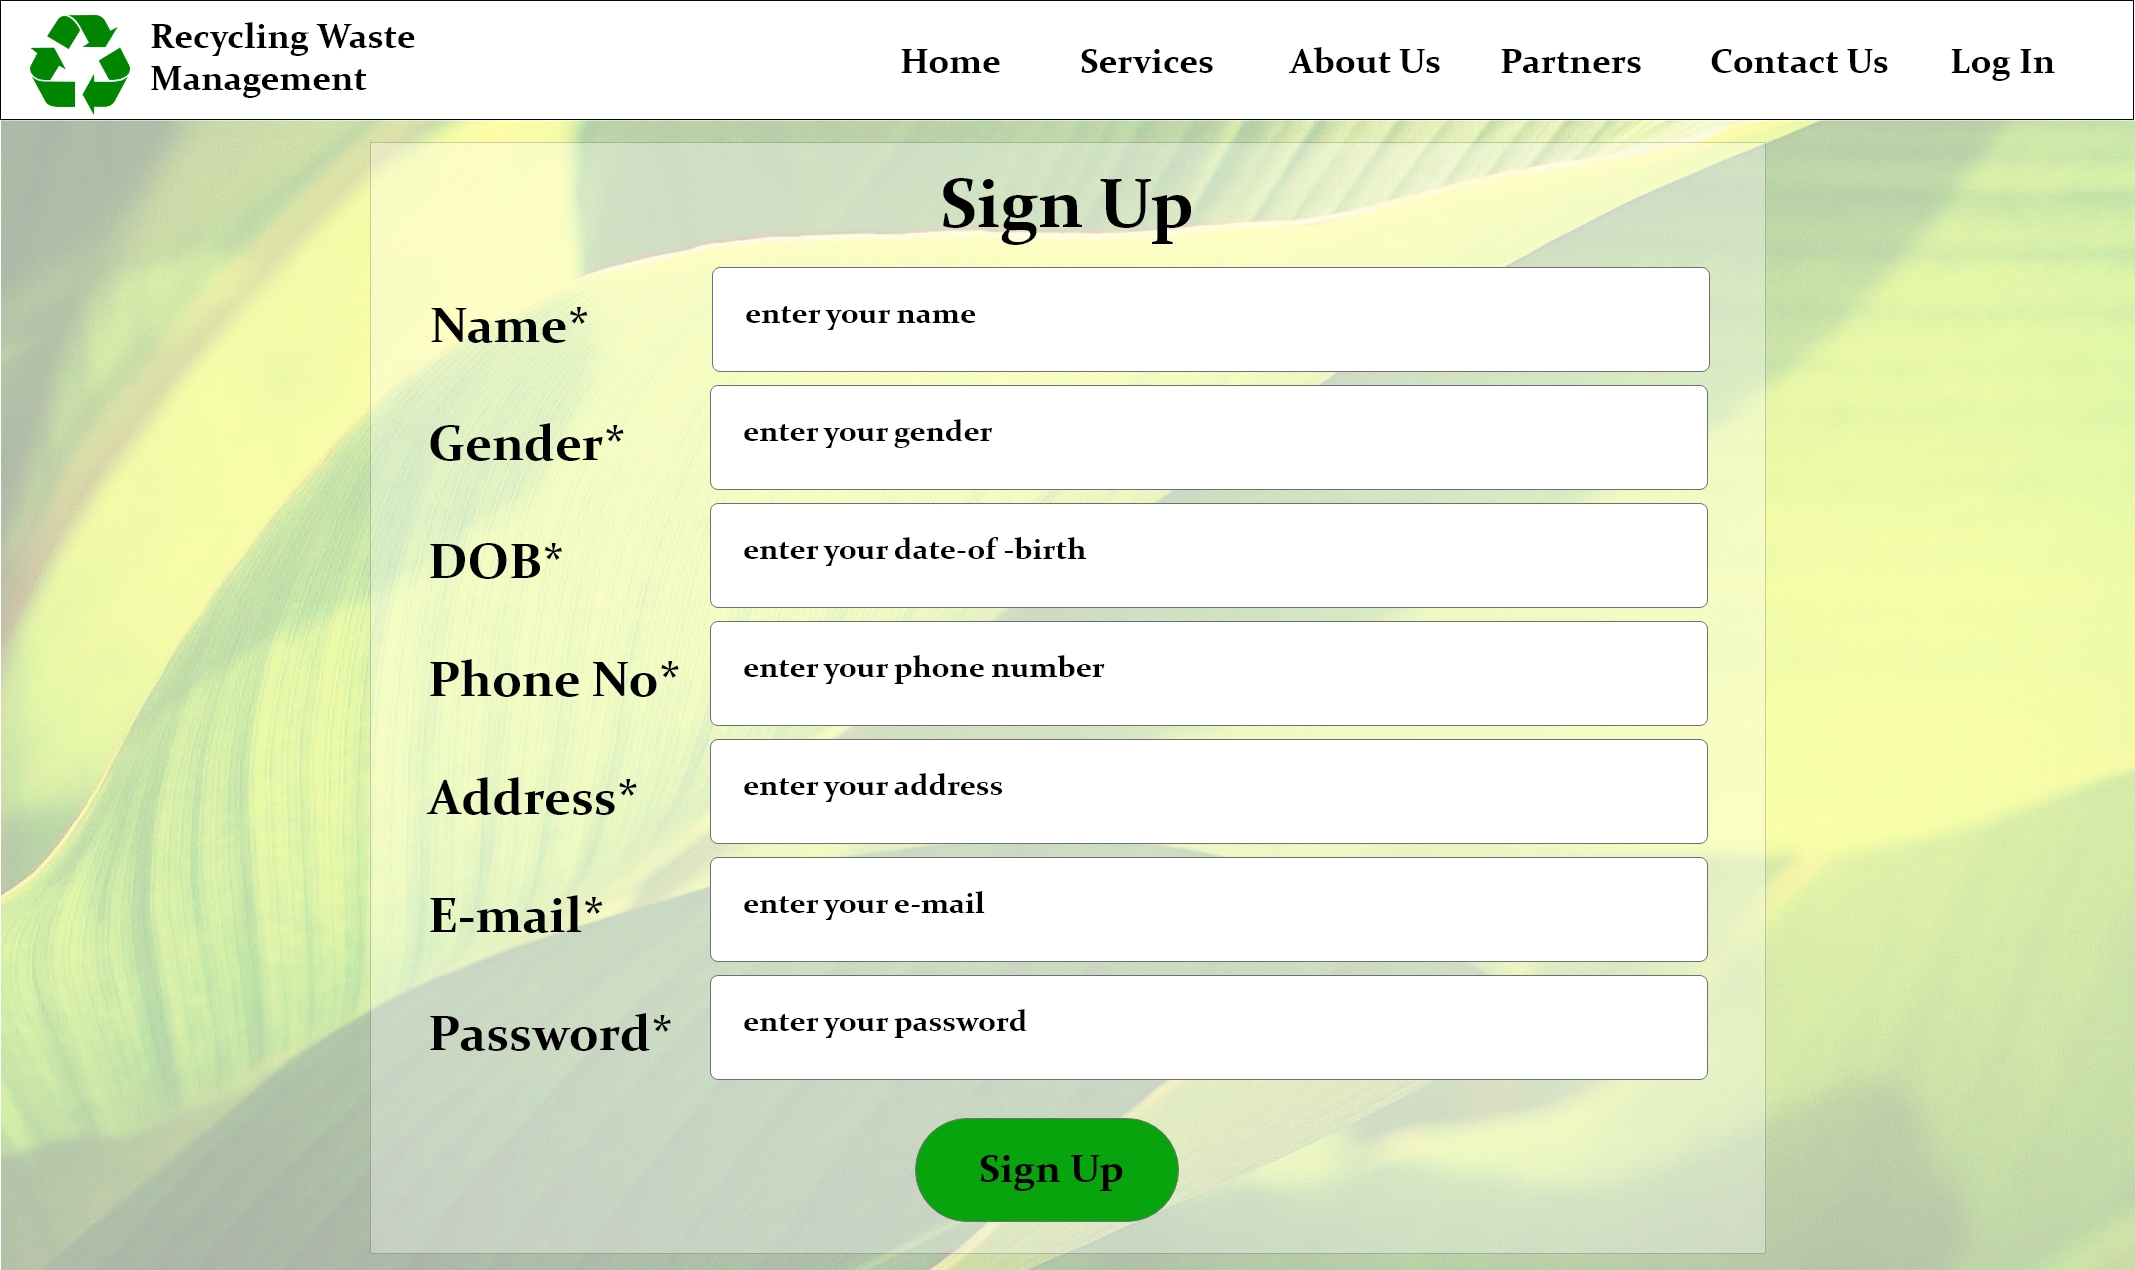 Recycling Waste
Management
Home Services About Us Partners Contact Us Log In
Sign Up
Name* enter your name
Gender* enter your gender
DOB* enter your date-of -birth
Phone No* enter your phone number
Address* enter your address
E-mail* enter your e-mail
Password* enter your password
Sign Up